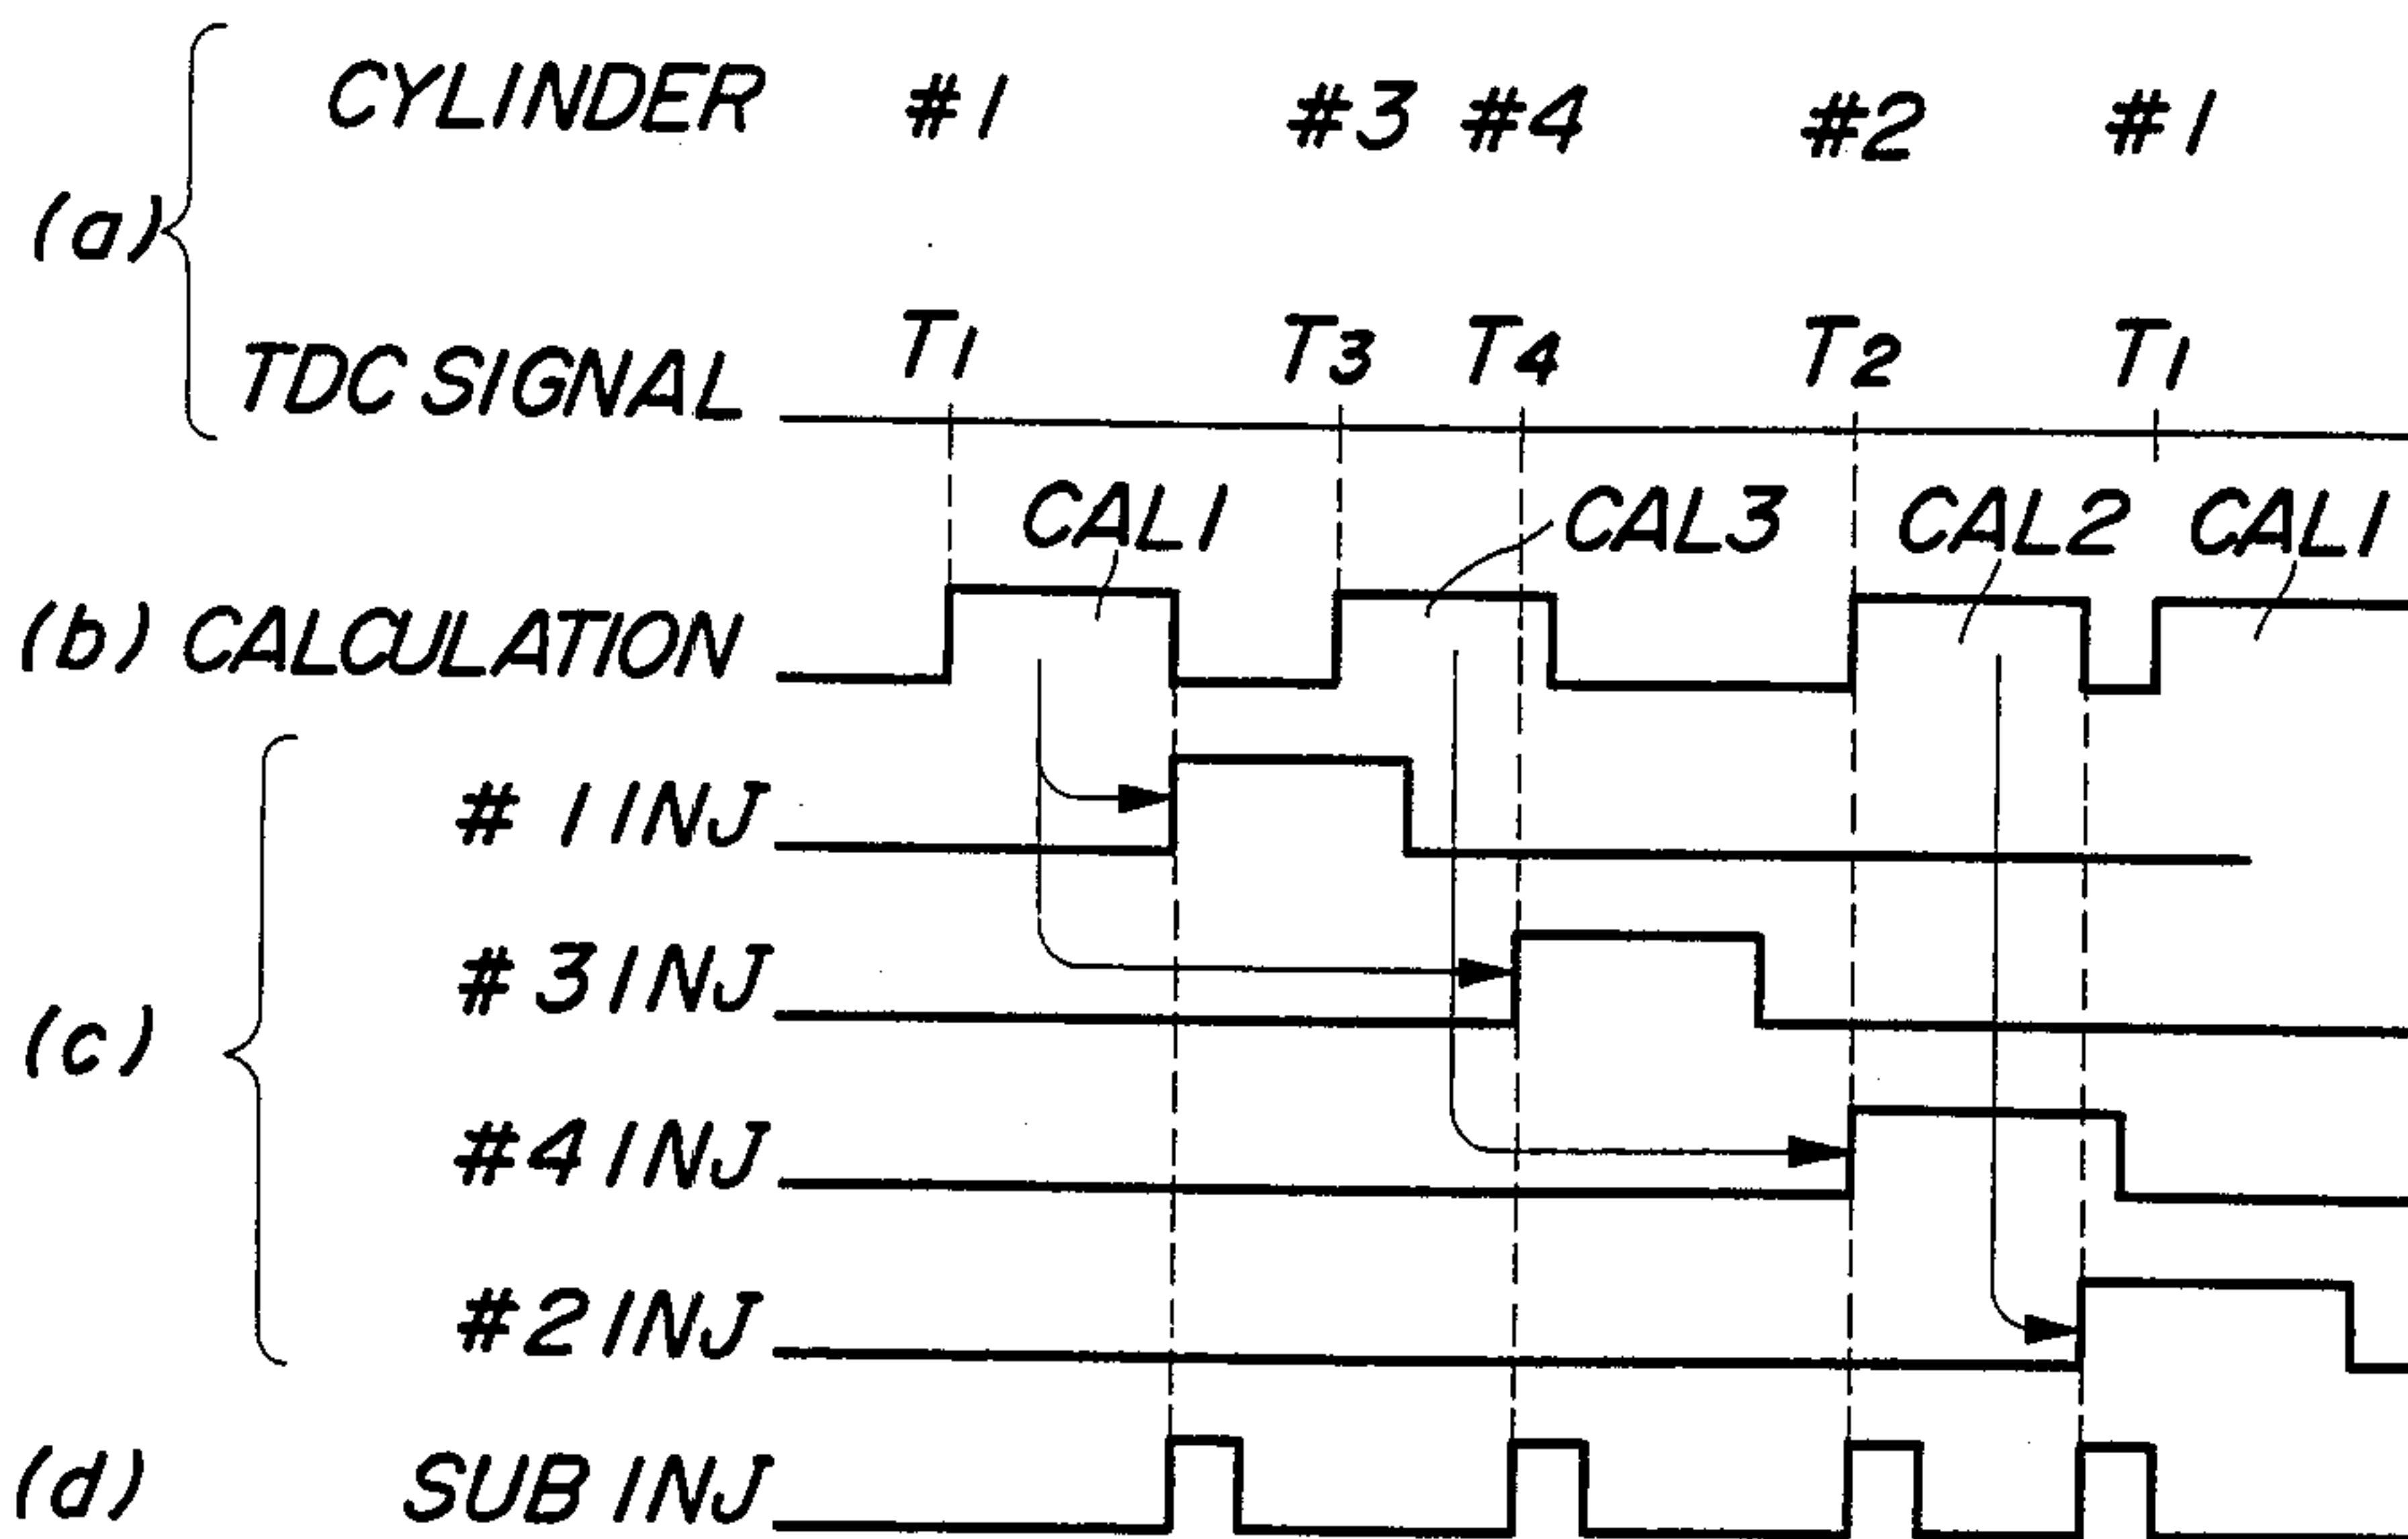 (a)
CYLINDER #1 #3 #4 #2 #1
TDC SIGNAL T1 T3 T4 T2 T1
CAL1 CAL3 CAL2 CAL1
(b) CALCULATION
(c)
#1 INJ
#3 INJ
#4 INJ
#2 INJ
(d) SUB INJ